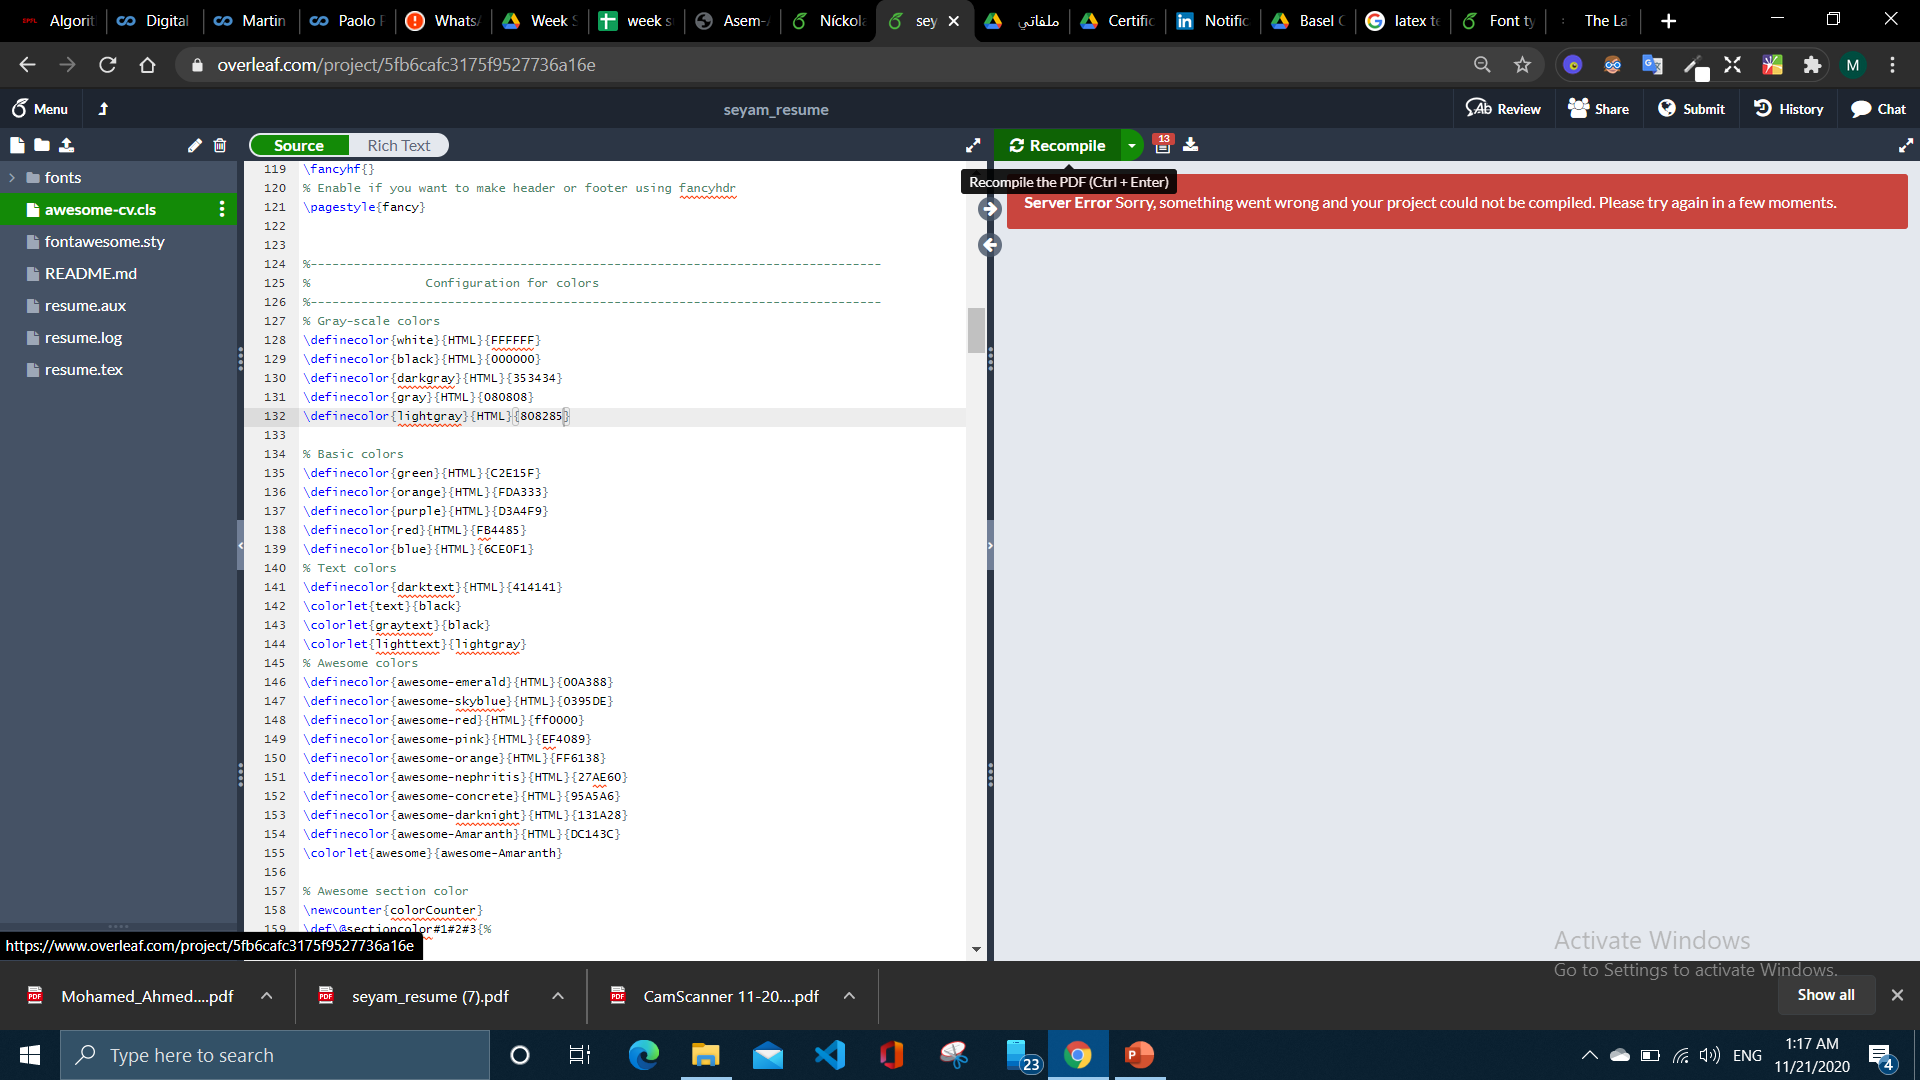 Algorit
Digital
Martin
Paolo F
Whats
Week S
week s
Asem-
Níckola
sey
ملفاتي
Certific
Notific
Basel C
latex te
Font ty
The La
overleaf.com/project/5fb6cafc3175f9527736a16e
M
Menu
seyam_resume
Review
Share
Submit
History
Chat
Source
Rich Text
Recompile
13
Recompile the PDF (Ctrl + Enter)
Server Error Sorry, something went wrong and your project could not be compiled. Please try again in a few moments.
fonts
awesome-cv.cls
fontawesome.sty
README.md
resume.aux
resume.log
resume.tex
119 \fancyhf{}
120 % Enable if you want to make header or footer using fancyhdr
121 \pagestyle{fancy}
122
123
124 %-------------------------------------------------------------------------------
125 % Configuration for colors
126 %-------------------------------------------------------------------------------
127 % Gray-scale colors
128 \definecolor{white}{HTML}{FFFFFF}
129 \definecolor{black}{HTML}{000000}
130 \definecolor{darkgray}{HTML}{353434}
131 \definecolor{gray}{HTML}{080808}
132 \definecolor{lightgray}{HTML}{808285}
133
134 % Basic colors
135 \definecolor{green}{HTML}{C2E15F}
136 \definecolor{orange}{HTML}{FDA333}
137 \definecolor{purple}{HTML}{D3A4F9}
138 \definecolor{red}{HTML}{FB4485}
139 \definecolor{blue}{HTML}{6CE0F1}
140 % Text colors
141 \definecolor{darktext}{HTML}{414141}
142 \colorlet{text}{black}
143 \colorlet{graytext}{black}
144 \colorlet{lighttext}{lightgray}
145 % Awesome colors
146 \definecolor{awesome-emerald}{HTML}{00A388}
147 \definecolor{awesome-skyblue}{HTML}{0395DE}
148 \definecolor{awesome-red}{HTML}{ff0000}
149 \definecolor{awesome-pink}{HTML}{EF4089}
150 \definecolor{awesome-orange}{HTML}{FF6138}
151 \definecolor{awesome-nephritis}{HTML}{27AE60}
152 \definecolor{awesome-concrete}{HTML}{95A5A6}
153 \definecolor{awesome-darknight}{HTML}{131A28}
154 \definecolor{awesome-Amaranth}{HTML}{DC143C}
155 \colorlet{awesome}{awesome-Amaranth}
156
157 % Awesome section color
158 \newcounter{colorCounter}
159 \def\@sectioncolor#1#2#3{%
https://www.overleaf.com/project/5fb6cafc3175f9527736a16e
Activate Windows
Go to Settings to activate Windows.
Mohamed_Ahmed....pdf
seyam_resume (7).pdf
CamScanner 11-20....pdf
Show all
Type here to search
23
ENG
1:17 AM
11/21/2020
4